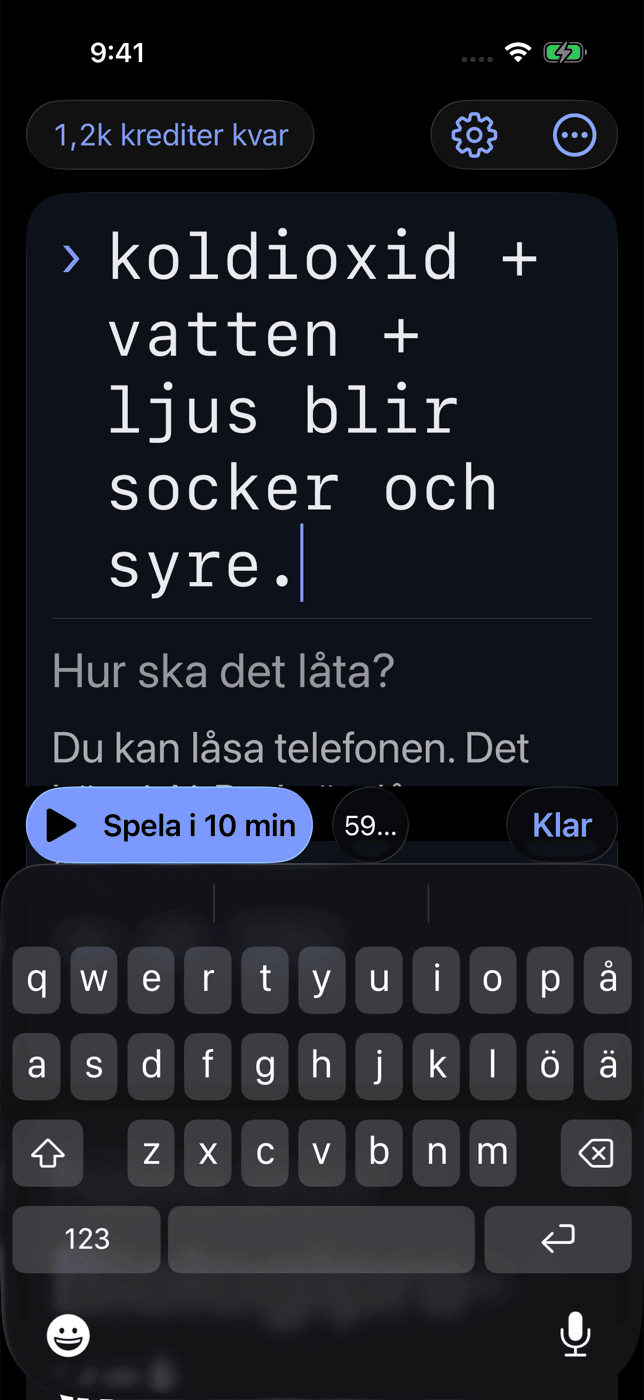 9:41
1,2k krediter kvar
› koldioxid +
vatten +
ljus blir
socker och
syre.
Hur ska det låta?
Du kan låsa telefonen. Det
Spela i 10 min
59...
Klar
q w e r t y u i o p å
a s d f g h j k l ö ä
z x c v b n m
123